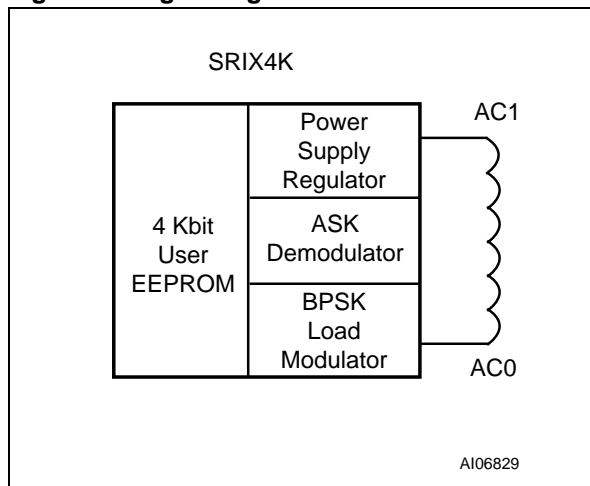 SRIX4K
AC1
Power
Supply
Regulator
4 Kbit
User
EEPROM
ASK
Demodulator
BPSK
Load
Modulator
AC0
AI06829